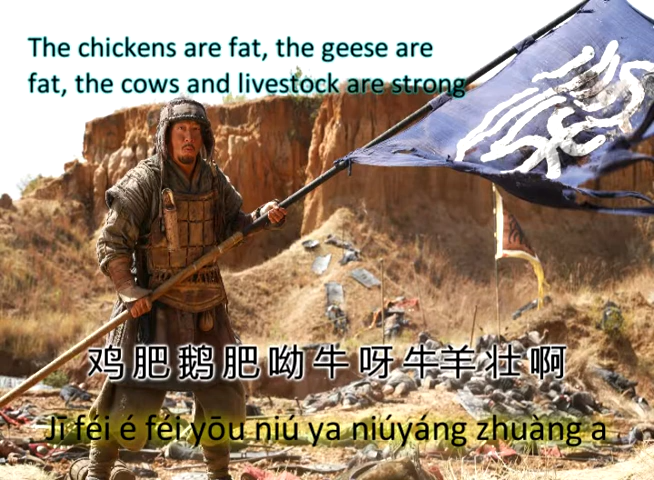 The chickens are fat, the geese are
fat, the cows and livestock are strong
鸡肥鹅肥呦牛呀牛羊壮啊
Jī féi é féi yōu niú ya niúyáng zhuàng a